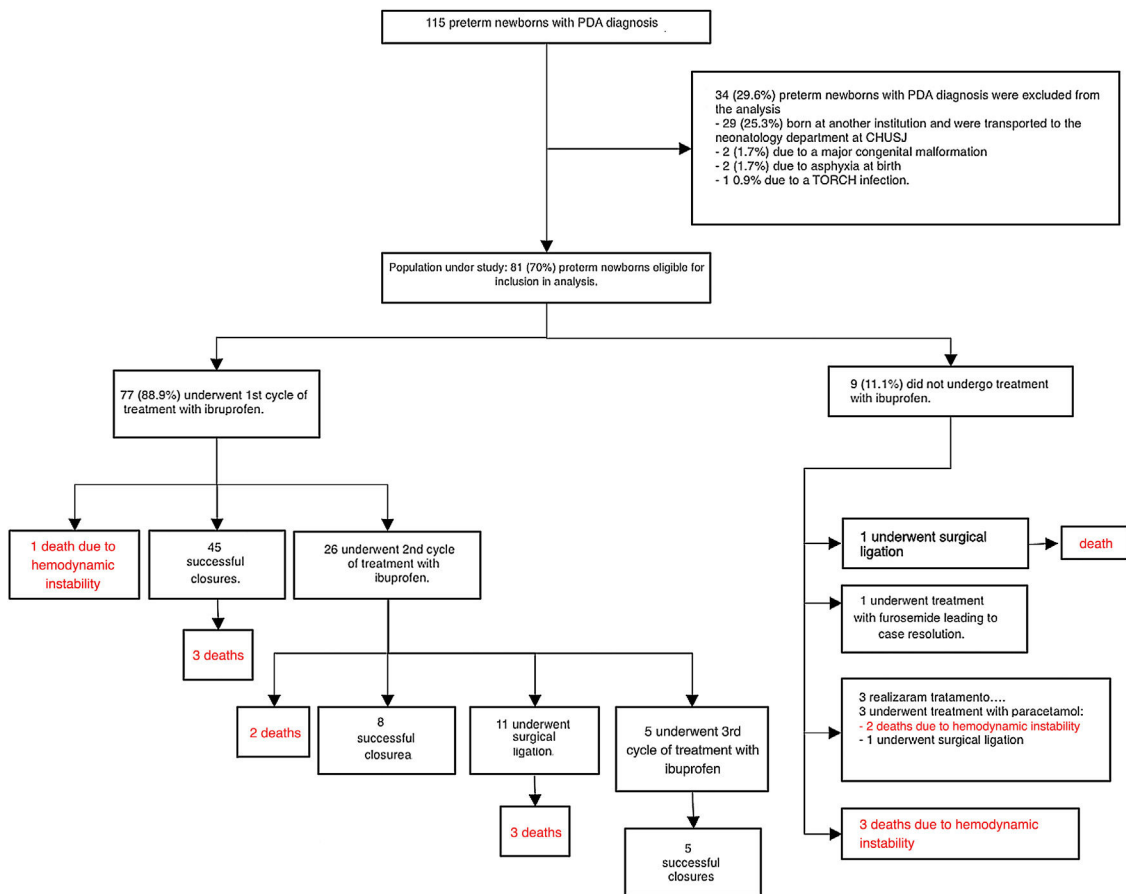 115 preterm newborns with PDA diagnosis
34 (29.6%) preterm newborns with PDA diagnosis were excluded from
the analysis
- 29 (25.3%) born at another institution and were transported to the
neonatology department at CHUSJ
- 2 (1.7%) due to a major congenital malformation
- 2 (1.7%) due to asphyxia at birth
- 1 0.9% due to a TORCH infection.
Population under study: 81 (70%) preterm newborns eligible for
inclusion in analysis.
77 (88.9%) underwent 1st cycle of
treatment with ibruprofen.
9 (11.1%) did not undergo treatment
with ibuprofen.
1 death due to
hemodynamic
instability
45
successful
closures.
26 underwent 2nd cycle
of treatment with
ibuprofen.
3 deaths
2 deaths
8
successful
closurea
11 underwent
surgical
ligation.
5 underwent 3rd
cycle of treatment with
ibuprofen
3 deaths
5
successful
closures
1 underwent surgical
ligation
death
1 underwent treatment
with furosemide leading to
case resolution.
3 realizaram tratamento....
3 underwent treatment with paracetamol:
- 2 deaths due to hemodynamic instability
- 1 underwent surgical ligation
3 deaths due to hemodynamic
instability